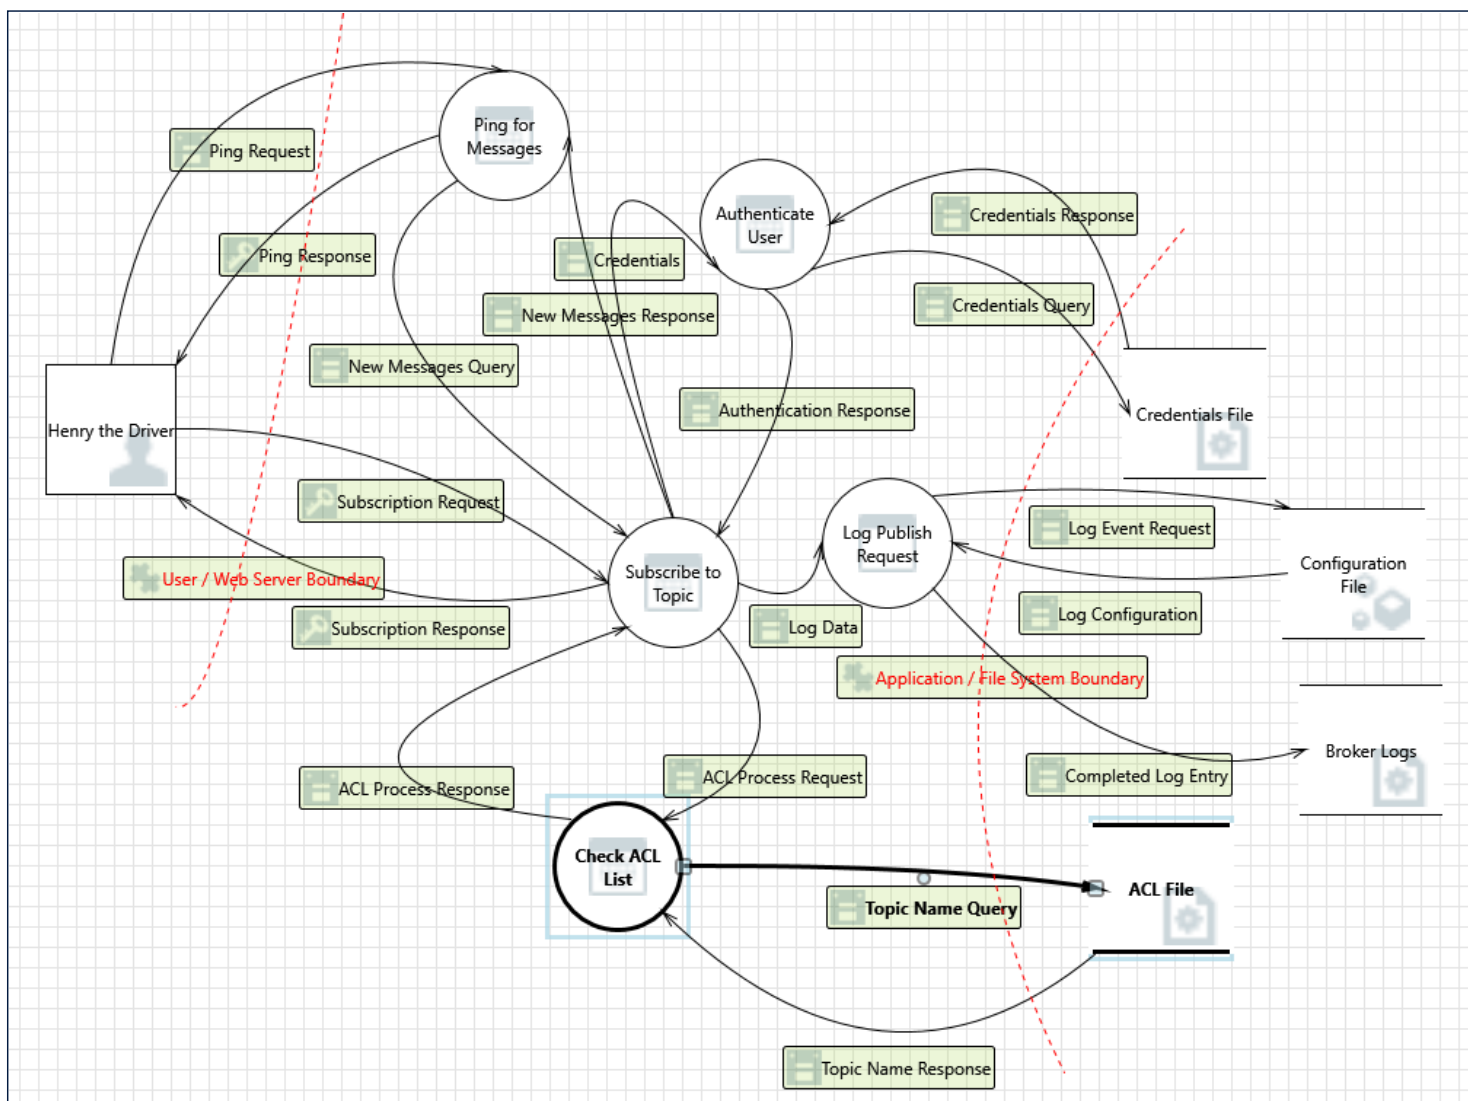 Ping for
Messages
Ping Request
Authenticate
User
Credentials Response
Ping Response
Credentials
New Messages Response
Credentials Query
New Messages Query
Authentication Response
Credentials File
Henry the Driver
Subscription Request
Log Event Request
Log Publish
Request
Configuration
File
User / Web Server Boundary
Subscribe to
Topic
Log Configuration
Subscription Response
Log Data
Application / File System Boundary
Broker Logs
ACL Process Response
ACL Process Request
Completed Log Entry
Check ACL
List
Topic Name Query
ACL File
Topic Name Response